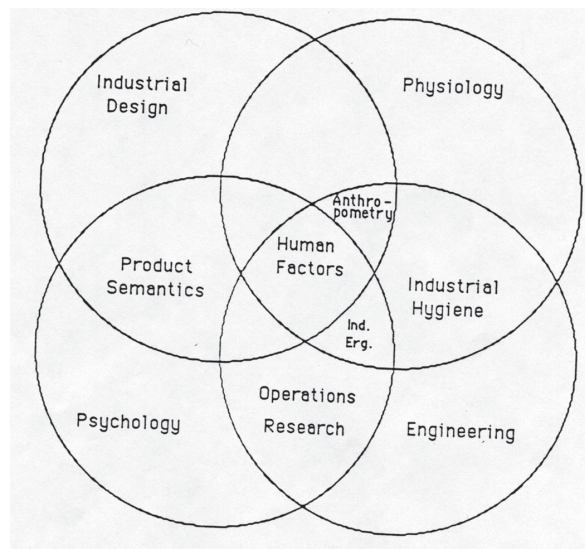 Industrial
Design
Physiology
Anthro-
pometry
Human
Factors
Product
Semantics
Industrial
Hygiene
Ind.
Erg.
Operations
Research
Psychology
Engineering